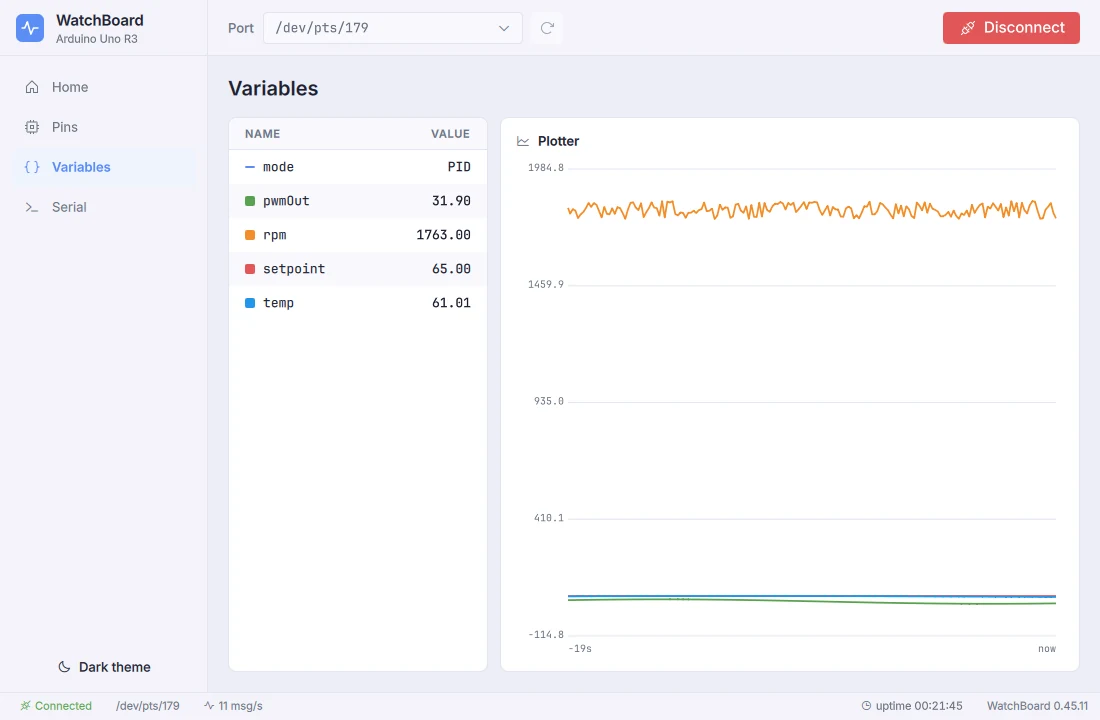 WatchBoard
Arduino Uno R3
Port
/dev/pts/179
Disconnect
Home
Pins
{ } Variables
>_ Serial
Dark theme
Variables
NAME VALUE
mode PID
pwmOut 31.90
rpm 1763.00
setpoint 65.00
temp 61.01
Plotter
1984.8
1459.9
935.0
410.1
-114.8
-19s now
Connected /dev/pts/179 11 msg/s uptime 00:21:45 WatchBoard 0.45.11